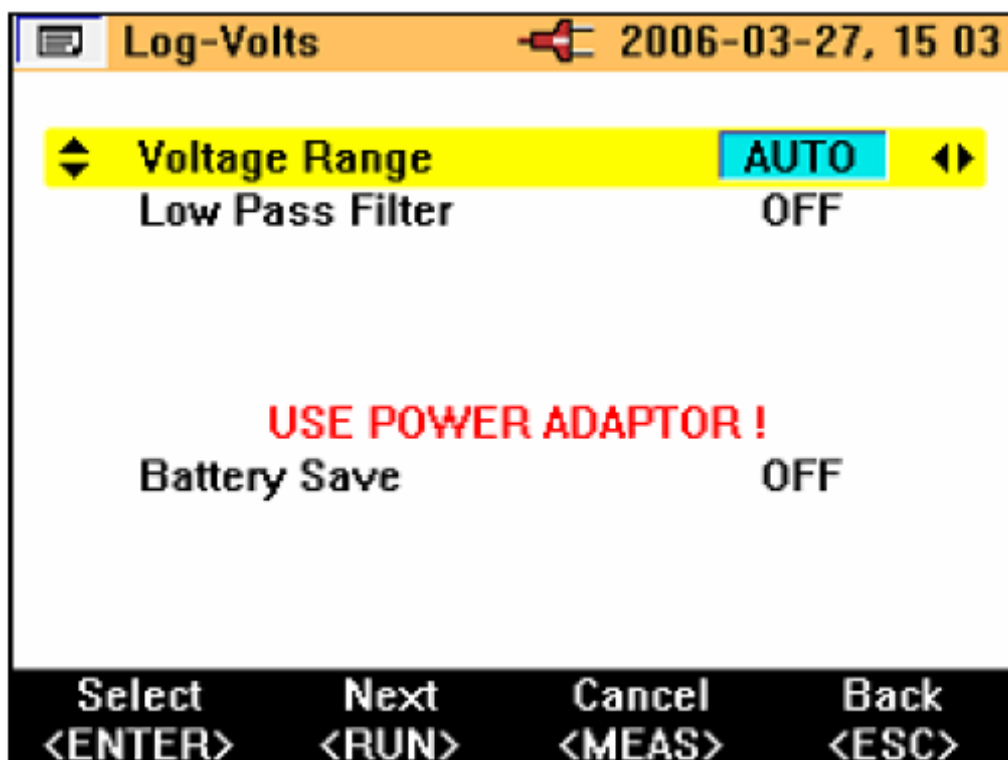 Log-Volts 2006-03-27, 15 03
Voltage Range AUTO
Low Pass Filter OFF
USE POWER ADAPTOR !
Battery Save OFF
Select Next Cancel Back
<ENTER> <RUN> <MEAS> <ESC>